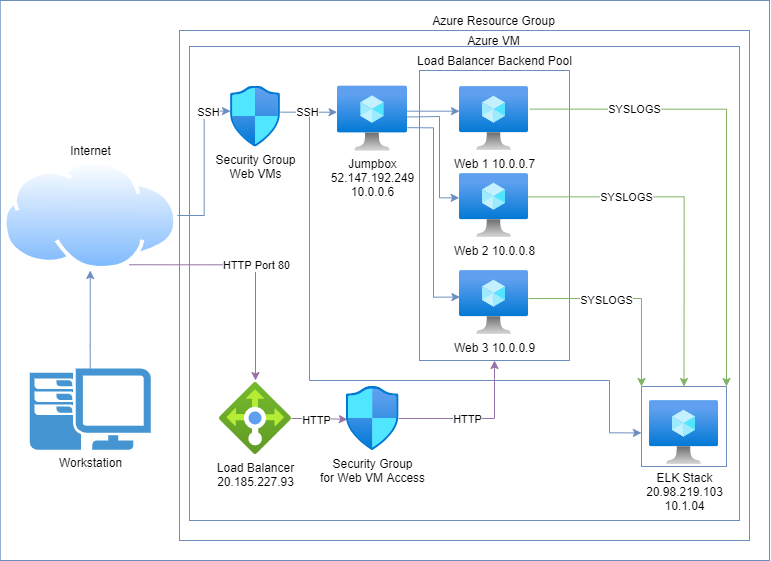 Azure Resource Group
Azure VM
Load Balancer Backend Pool
SSH
SSH
SYSLOGS
Internet
Security Group
Web VMs
Jumpbox
52.147.192.249
10.0.0.6
Web 1 10.0.0.7
SYSLOGS
Web 2 10.0.0.8
HTTP Port 80
SYSLOGS
Web 3 10.0.0.9
HTTP
HTTP
Workstation
Load Balancer
20.185.227.93
Security Group
for Web VM Access
ELK Stack
20.98.219.103
10.1.04